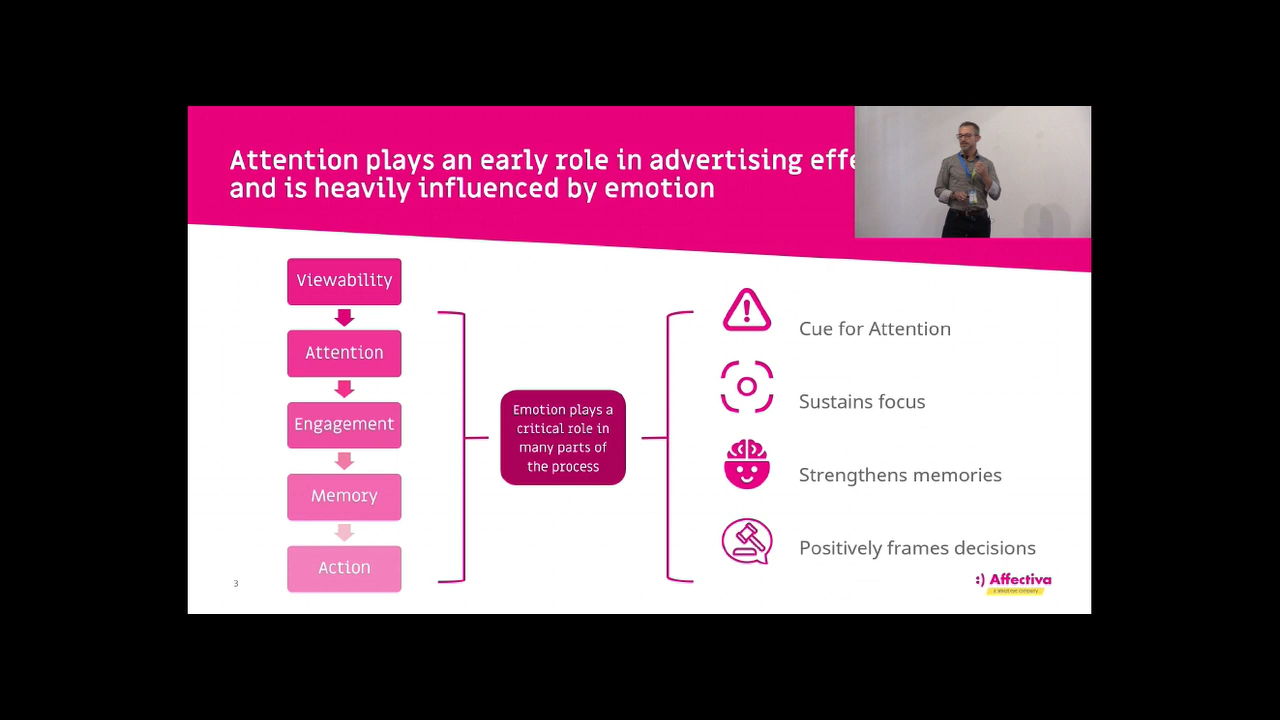 Attention plays an early role in advertising effe
and is heavily influenced by emotion
Viewability
Attention
Engagement
Memory
Action
Emotion plays a
critical role in
many parts of
the process
Cue for Attention
Sustains focus
Strengthens memories
Positively frames decisions
3
:) Affectiva